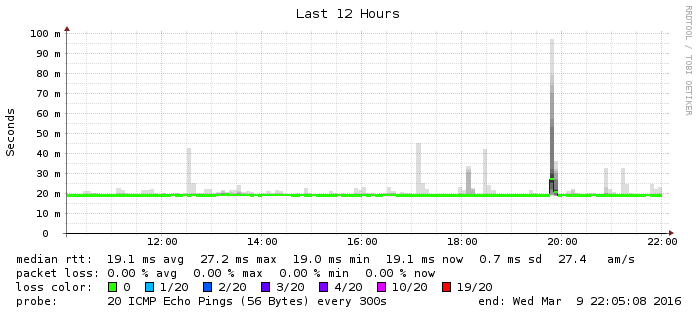 Last 12 Hours
RRDTOOL / TOBI OETIKER
Seconds
100 m
90 m
80 m
70 m
60 m
50 m
40 m
30 m
20 m
10 m
0
12:00 14:00 16:00 18:00 20:00 22:00
median rtt: 19.1 ms avg 27.2 ms max 19.0 ms min 19.1 ms now 0.7 ms sd 27.4 am/s
packet loss: 0.00 % avg 0.00 % max 0.00 % min 0.00 % now
loss color: 0 1/20 2/20 3/20 4/20 10/20 19/20
probe: 20 ICMP Echo Pings (56 Bytes) every 300s end: Wed Mar 9 22:05:08 2016